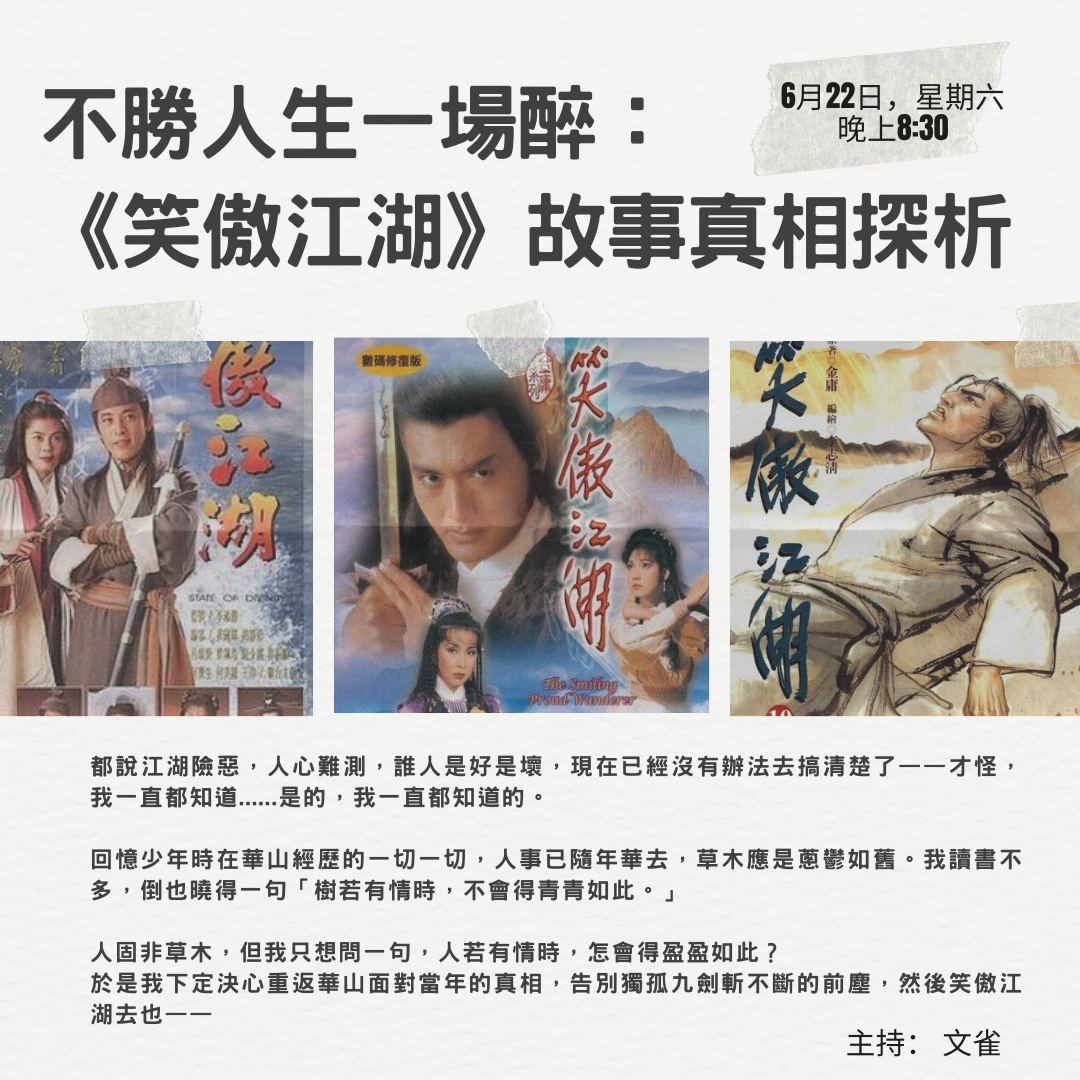 不勝人生一場醉：
《笑傲江湖》故事真相探析
6月22日，星期六
晚上8:30
傲江湖
STATE OF DIVINITY
數碼修復版
笑傲江湖
The Smiling
Proud Wanderer
笑傲江湖
原著 金庸 編繪 李志清
10
都說江湖險惡，人心難測，誰人是好是壞，現在已經沒有辦法去搞清楚了——才怪，
我一直都知道......是的，我一直都知道的。
回憶少年時在華山經歷的一切一切，人事已隨年華去，草木應是蔥鬱如舊。我讀書不
多，倒也曉得一句「樹若有情時，不會得青青如此。」
人固非草木，但我只想問一句，人若有情時，怎會得盈盈如此？
於是我下定決心重返華山面對當年的真相，告別獨孤九劍斬不斷的前塵，然後笑傲江
湖去也——
主持： 文雀